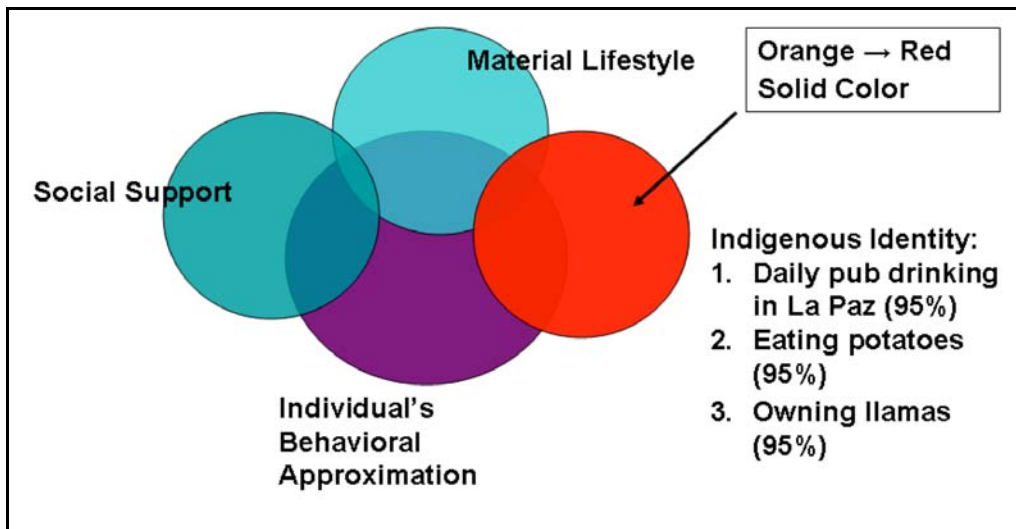 Material Lifestyle
Orange → Red
Solid Color
Social Support
Indigenous Identity:
1. Daily pub drinking
in La Paz (95%)
2. Eating potatoes
(95%)
3. Owning llamas
(95%)
Individual's
Behavioral
Approximation